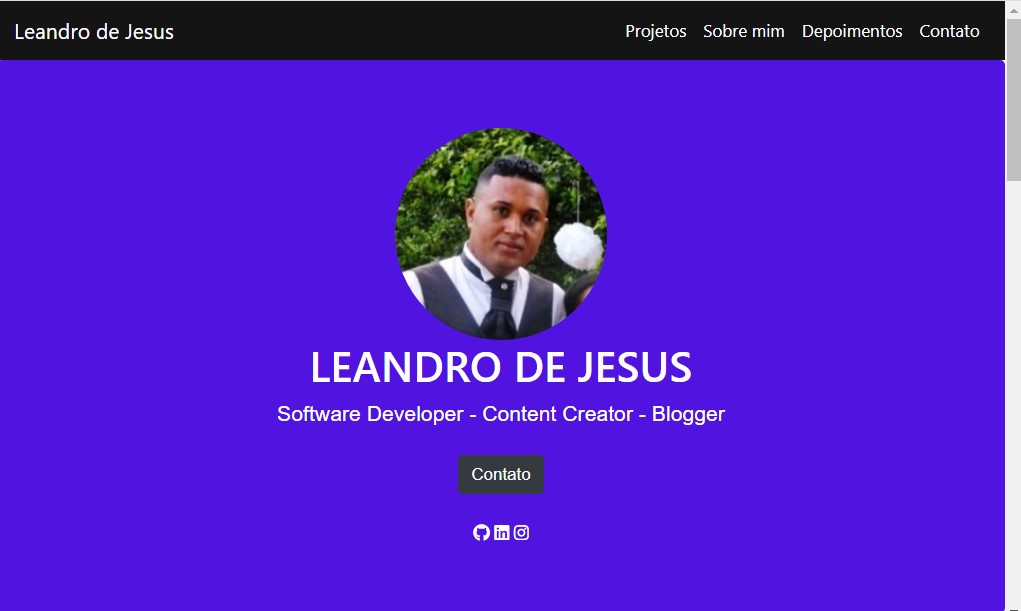 Leandro de Jesus
Projetos Sobre mim Depoimentos Contato
LEANDRO DE JESUS
Software Developer - Content Creator - Blogger
Contato